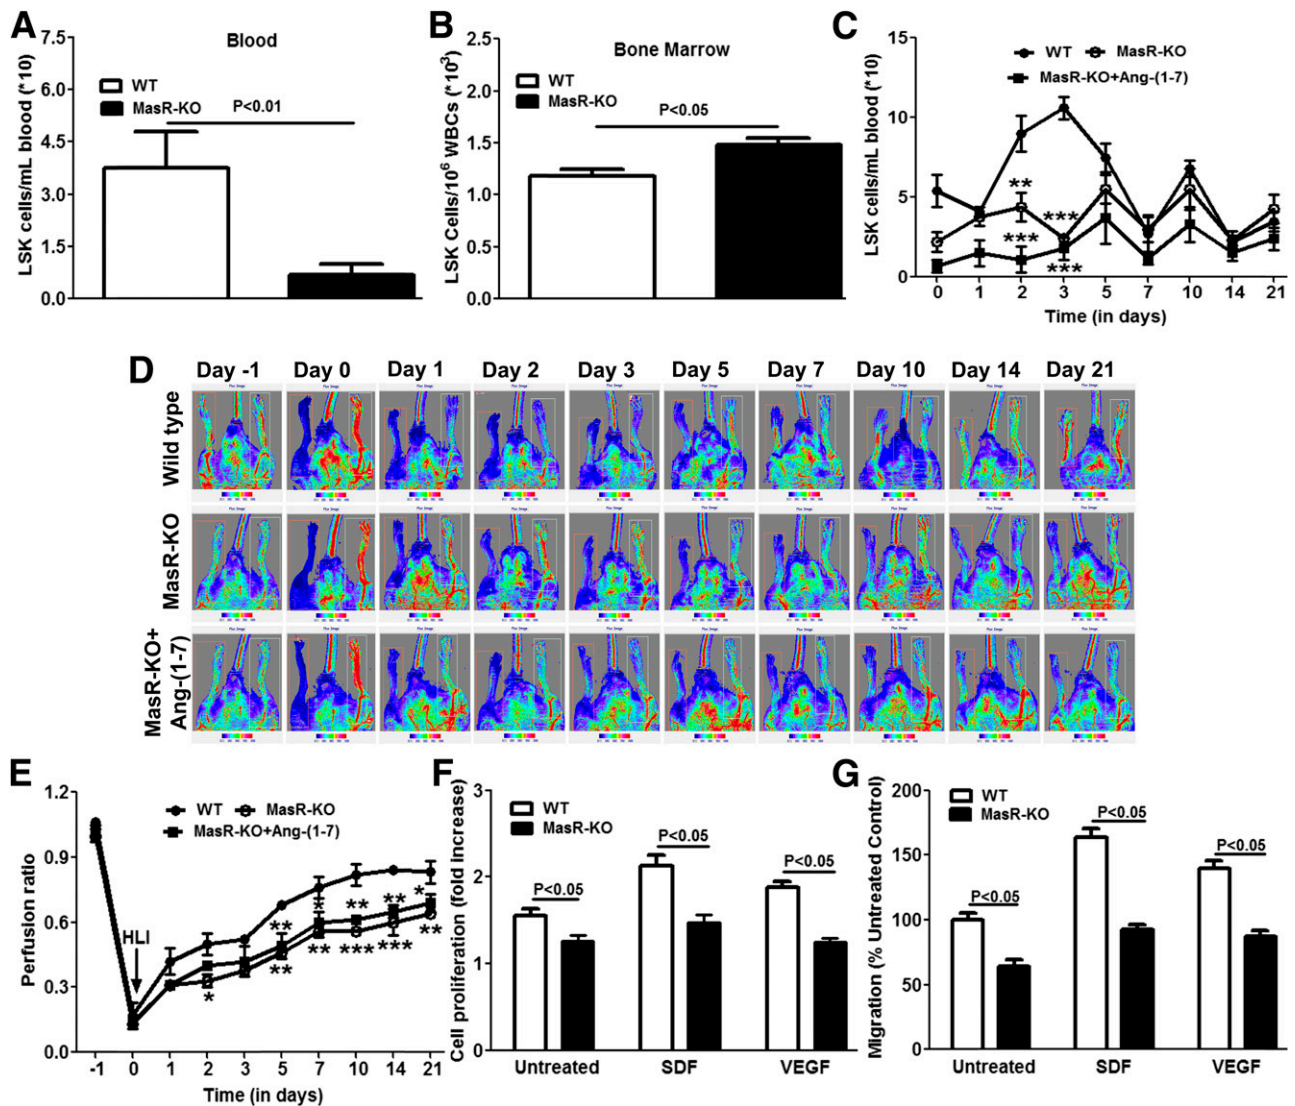 A
Blood
LSK cells/mL blood (*10)
7.5
6.0
4.5
3.0
1.5
0.0
WT
MasR-KO
P<0.01
B
Bone Marrow
LSK Cells/10⁶ WBCs (*10³)
2.5
2.0
1.5
1.0
0.5
0.0
WT
MasR-KO
P<0.05
C
LSK cells/mL blood (*10)
15
10
5
0
WT
MasR-KO
MasR-KO+Ang-(1-7)
**
***
***
***
0 1 2 3 5 7 10 14 21
Time (in days)
D
Day -1 Day 0 Day 1 Day 2 Day 3 Day 5 Day 7 Day 10 Day 14 Day 21
Wild type
MasR-KO
MasR-KO+
Ang-(1-7)
E
Perfusion ratio
1.2
0.9
0.6
0.3
0.0
WT
MasR-KO
MasR-KO+Ang-(1-7)
HLI
** * ** ** *
* ** ** *** *** **
-1 0 1 2 3 5 7 10 14 21
Time (in days)
F
Cell proliferation (fold increase)
3
2
1
0
WT
MasR-KO
P<0.05
P<0.05
P<0.05
Untreated SDF VEGF
G
Migration (% Untreated Control)
200
150
100
50
0
WT
MasR-KO
P<0.05
P<0.05
P<0.05
Untreated SDF VEGF